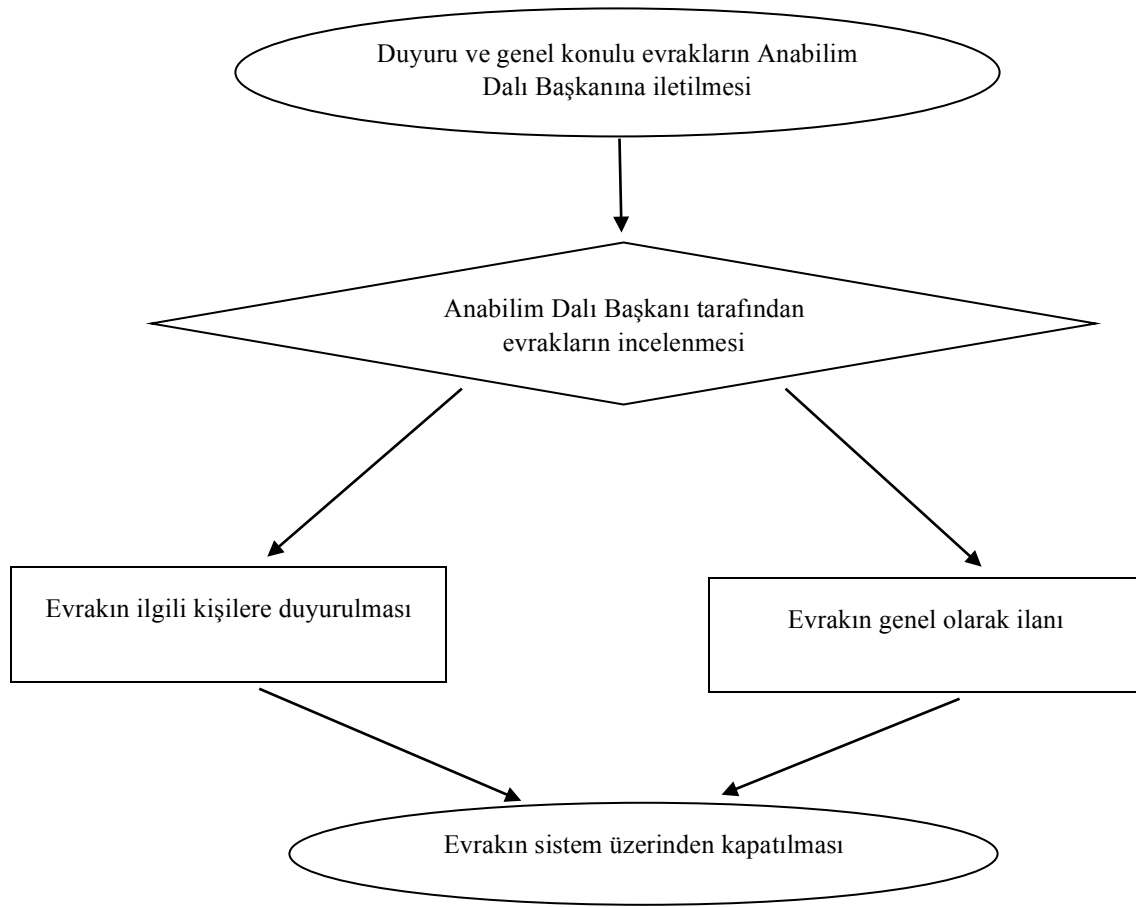 Duyuru ve genel konulu evrakların Anabilim
Dalı Başkanına iletilmesi
Anabilim Dalı Başkanı tarafından
evrakların incelenmesi
Evrakın ilgili kişilere duyurulması
Evrakın genel olarak ilanı
Evrakın sistem üzerinden kapatılması